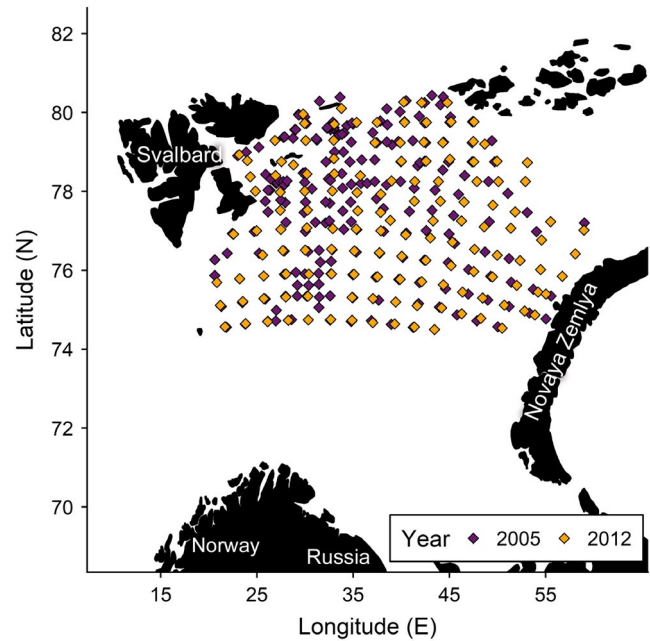 82
80
78
76
74
72
70
Latitude (N)
Svalbard
Novaya Zemlya
Norway
Russia
Year 2005 2012
15 25 35 45 55
Longitude (E)